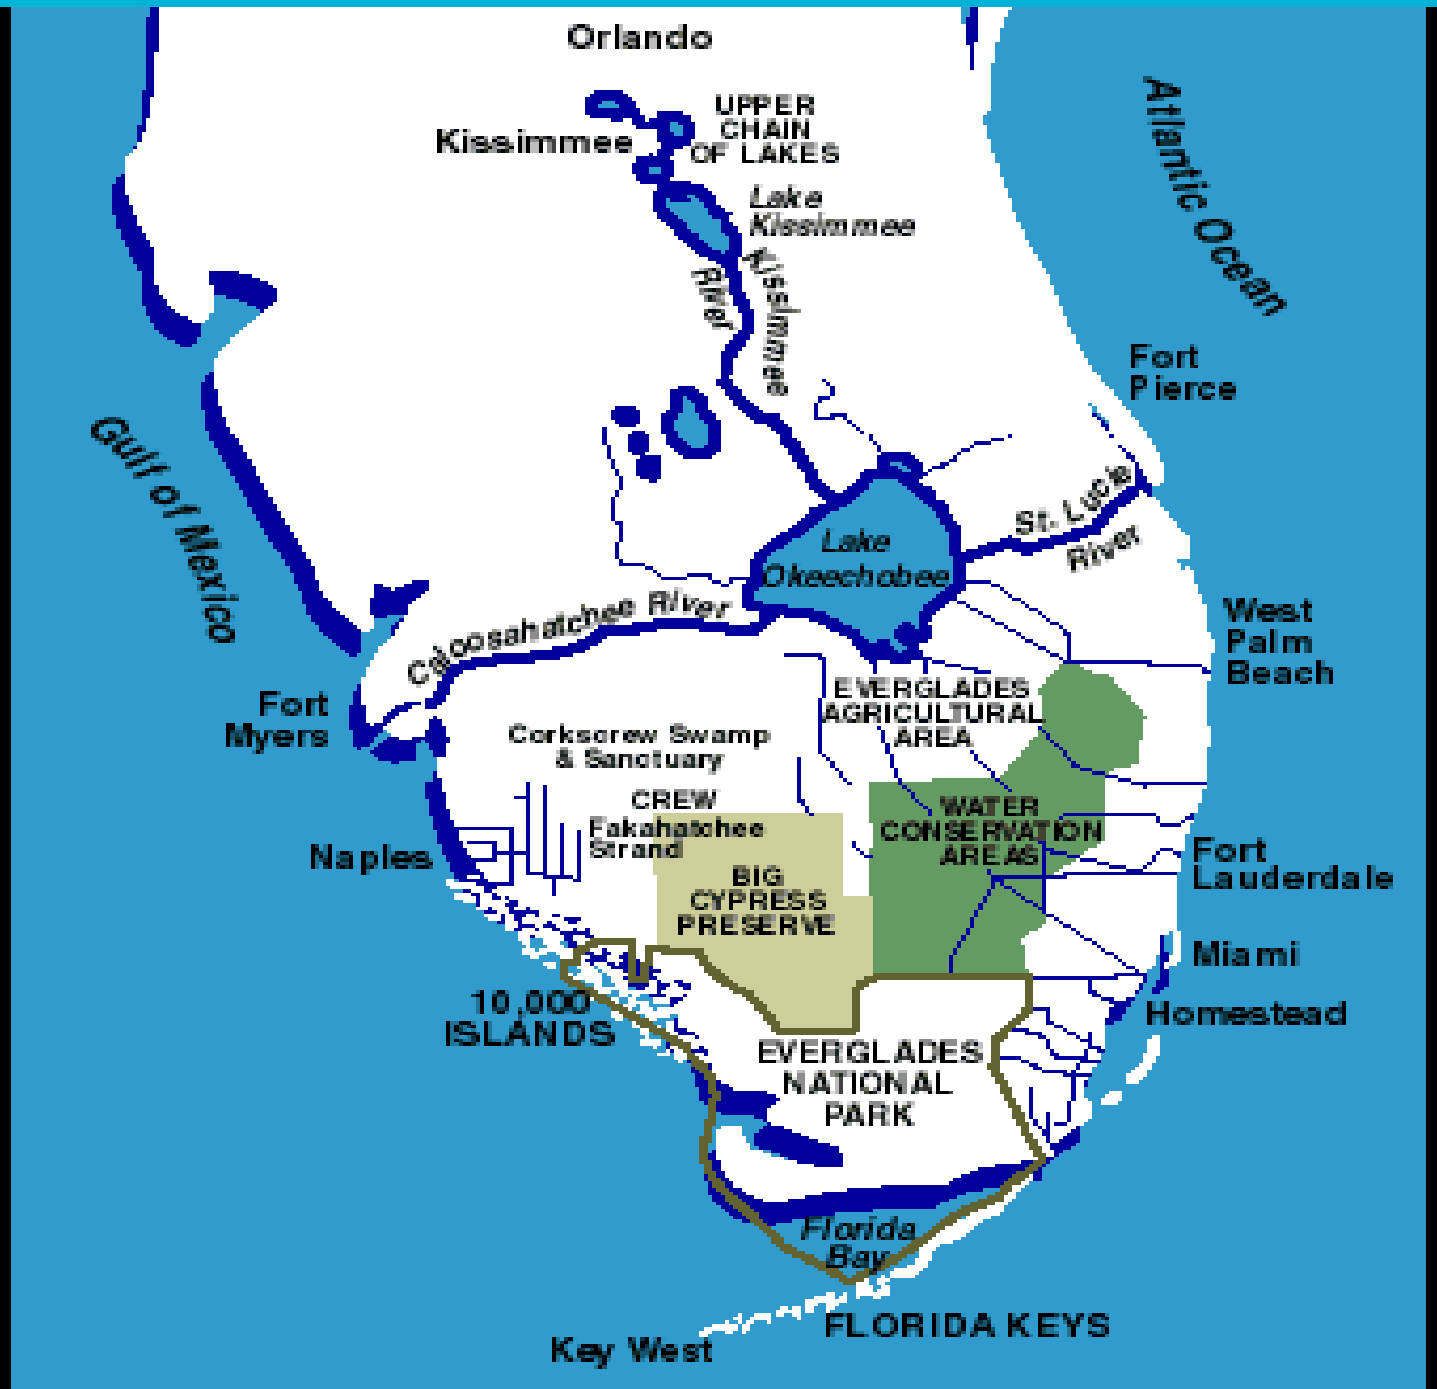 Orlando
UPPER
CHAIN
OF LAKES
Kissimmee
Lake
Kissimmee
Atlantic Ocean
Kissimmee
River
Fort
Pierce
Gulf of Mexico
St. Lucie
River
Lake
Okeechobee
Caloosahatchee River
West
Palm
Beach
EVERGLADES
AGRICULTURAL
AREA
Fort
Myers
Corkscrew Swamp
& Sanctuary
CREW
Fakahatchee
Strand
WATER
CONSERVATION
AREAS
Naples
Fort
Lauderdale
BIG
CYPRESS
PRESERVE
Miami
10,000
ISLANDS
Homestead
EVERGLADES
NATIONAL
PARK
Florida
Bay
FLORIDA KEYS
Key West